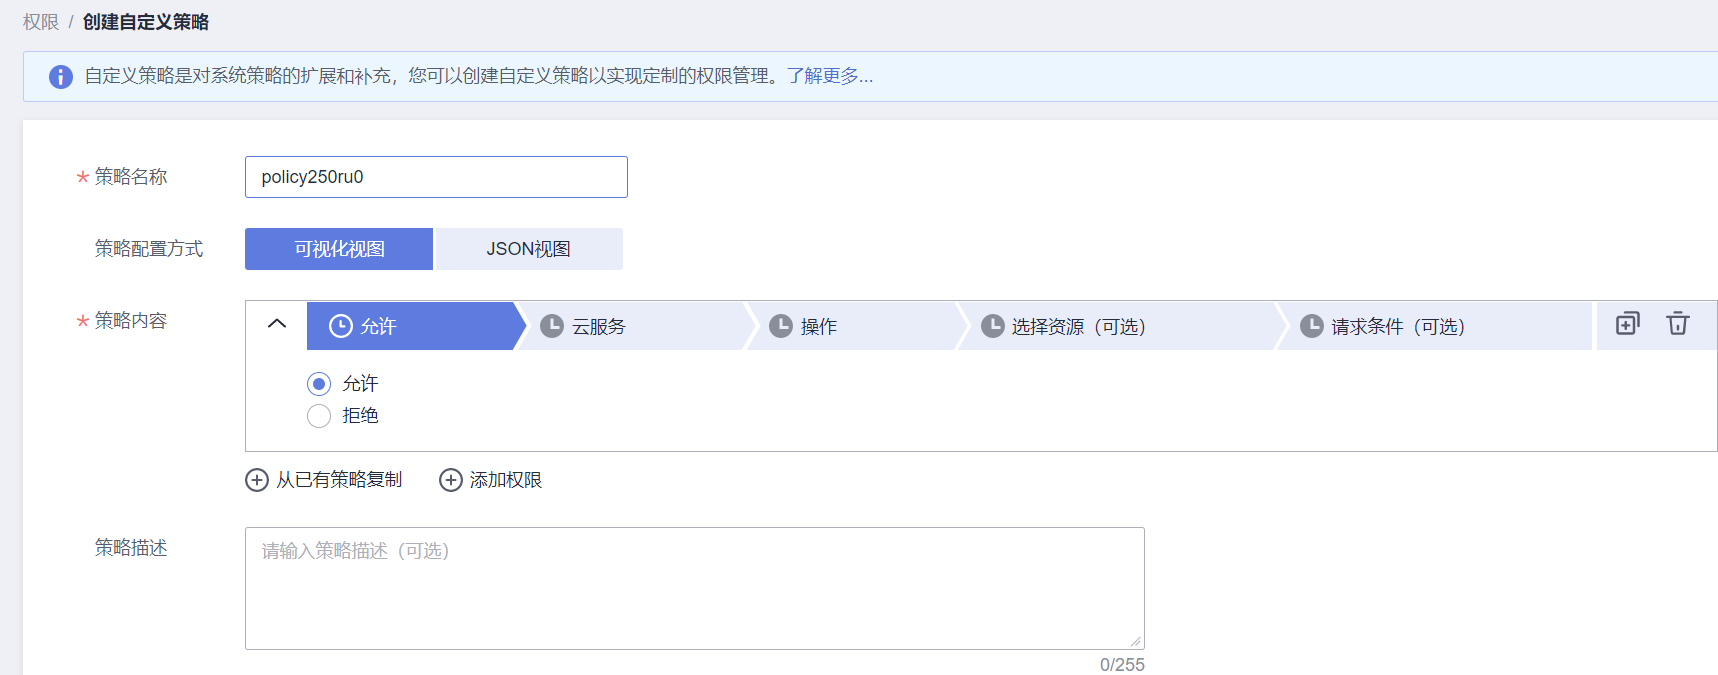 权限 / 创建自定义策略
自定义策略是对系统策略的扩展和补充，您可以创建自定义策略以实现定制的权限管理。了解更多...
* 策略名称 policy250ru0
策略配置方式 可视化视图 JSON视图
* 策略内容 允许 云服务 操作 选择资源（可选） 请求条件（可选）
允许
拒绝
从已有策略复制 添加权限
策略描述 请输入策略描述（可选）
0/255